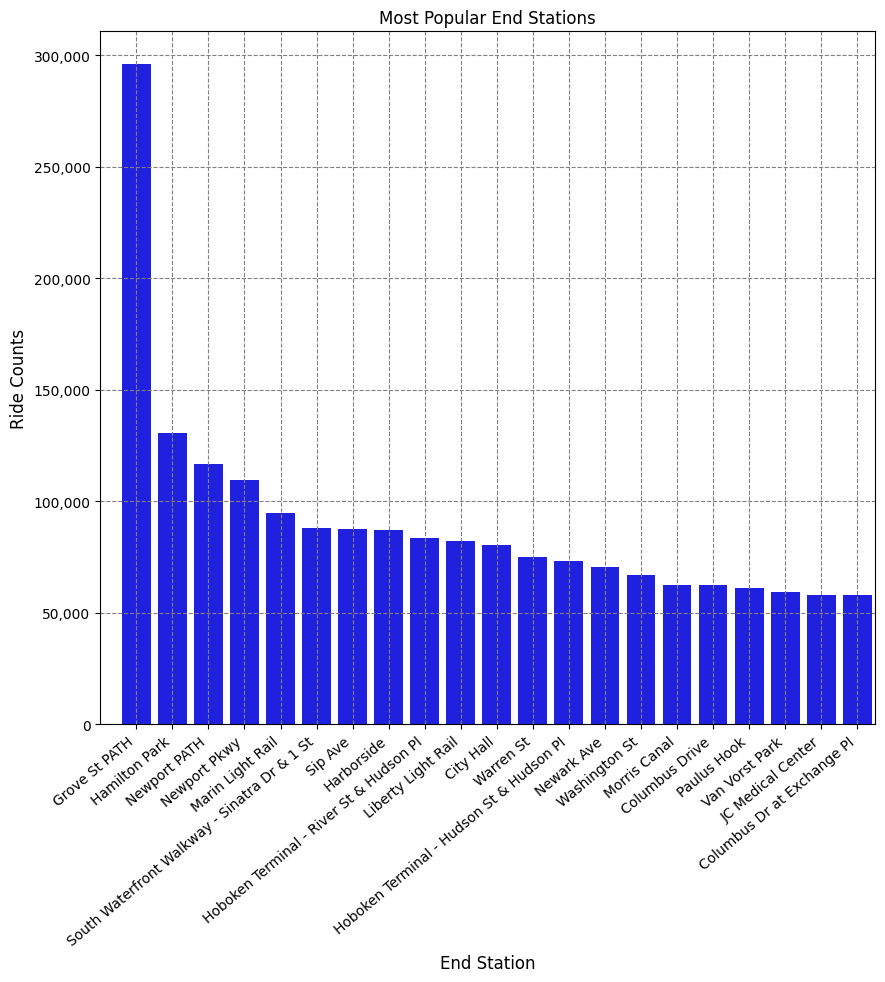 Most Popular End Stations
Ride Counts
300,000
250,000
200,000
150,000
100,000
50,000
0
Grove St PATH
Hamilton Park
Newport PATH
Newport Pkwy
Marin Light Rail
South Waterfront Walkway - Sinatra Dr & 1 St
Sip Ave
Harborside
Hoboken Terminal - River St & Hudson Pl
Liberty Light Rail
City Hall
Warren St
Hoboken Terminal - Hudson St & Hudson Pl
Newark Ave
Washington St
Morris Canal
Columbus Drive
Paulus Hook
Van Vorst Park
JC Medical Center
Columbus Dr at Exchange Pl
End Station